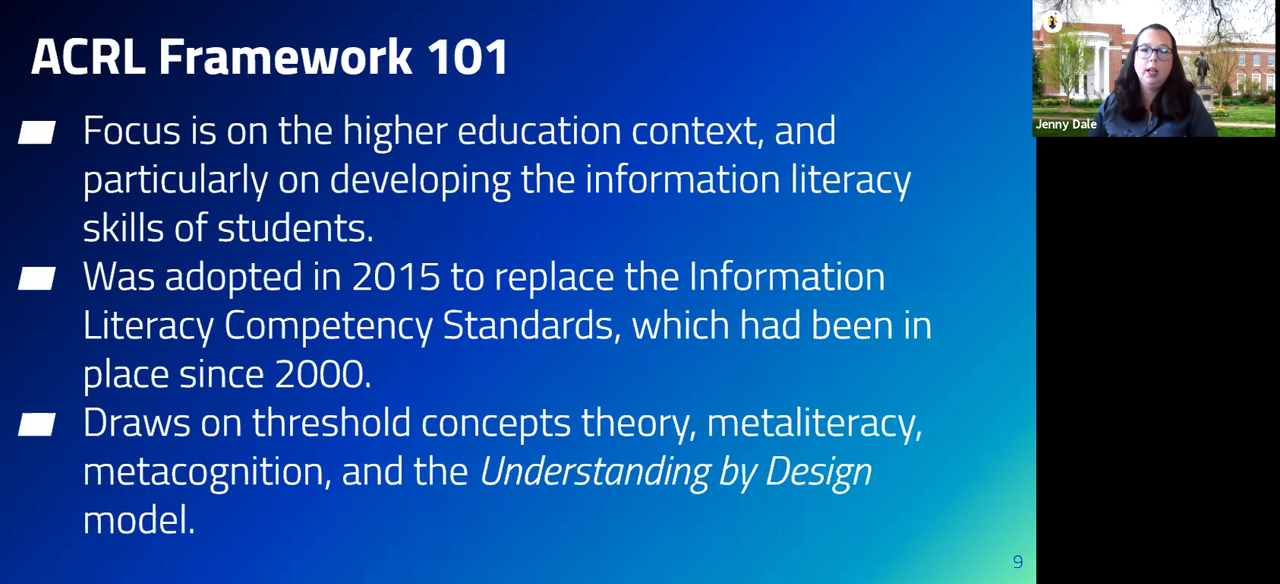 ACRL Framework 101
Focus is on the higher education context, and
particularly on developing the information literacy
skills of students.
Was adopted in 2015 to replace the Information
Literacy Competency Standards, which had been in
place since 2000.
Draws on threshold concepts theory, metaliteracy,
metacognition, and the Understanding by Design
model.
9
Jenny Dale